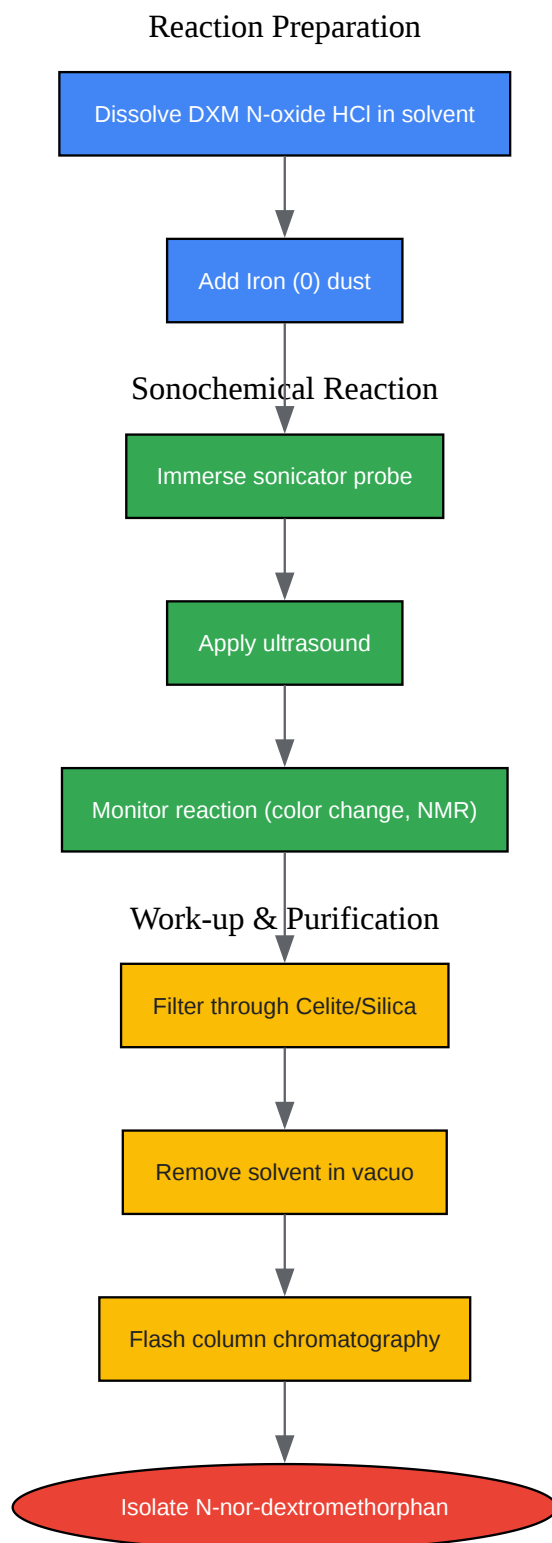 Reaction Preparation
Dissolve DXM N-oxide HCl in solvent
Add Iron (0) dust
Sonochemical Reaction
Immerse sonicator probe
Apply ultrasound
Monitor reaction (color change, NMR)
Work-up & Purification
Filter through Celite/Silica
Remove solvent in vacuo
Flash column chromatography
Isolate N-nor-dextromethorphan